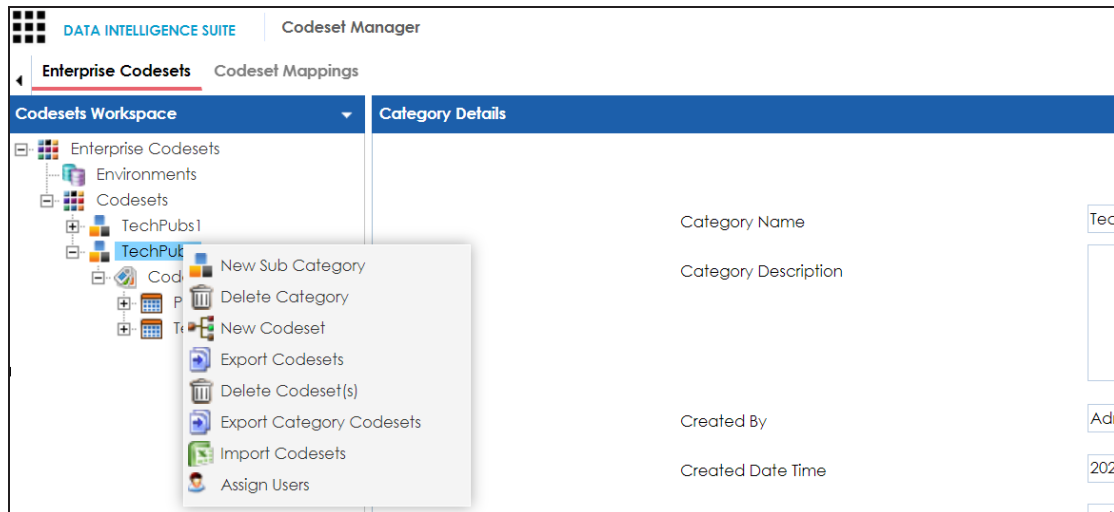 DATA INTELLIGENCE SUITE Codeset Manager
Enterprise Codesets Codeset Mappings
Codesets Workspace
Category Details
Enterprise Codesets
Environments
Codesets
TechPubs1
New Sub Category
Delete Category
New Codeset
Export Codesets
Delete Codeset(s)
Export Category Codesets
Import Codesets
Assign Users
Category Name
Category Description
Created By
Created Date Time